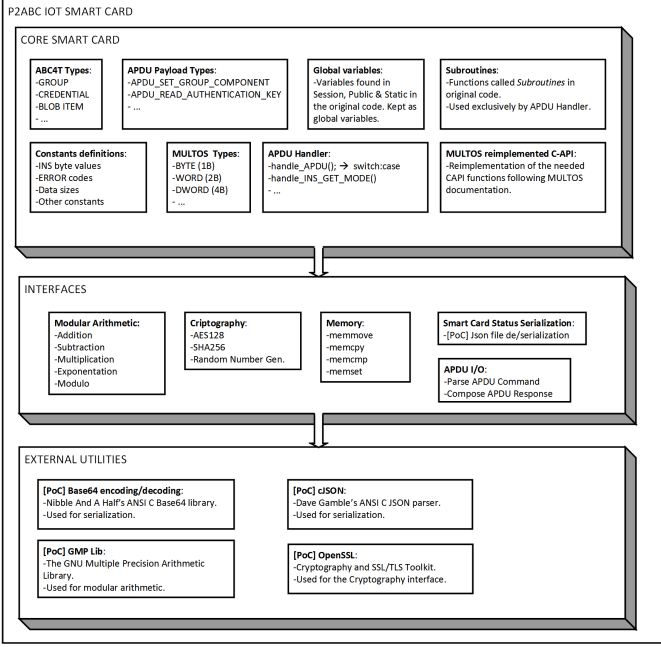 P2ABC IOT SMART CARD
CORE SMART CARD
ABC4T Types:
-GROUP
-CREDENTIAL
-BLOB ITEM
- ...
APDU Payload Types:
-APDU_SET_GROUP_COMPONENT
-APDU_READ_AUTHENTICATION_KEY
- ...
Global variables:
-Variables found in
Session, Public & Static in
the original code. Kept as
global variables.
Subroutines:
-Functions called Subroutines in
original code.
-Used exclusively by APDU Handler.
Constants definitions:
-INS byte values
-ERROR codes
-Data sizes
-Other constants
MULTOS Types:
-BYTE (1B)
-WORD (2B)
-DWORD (4B)
- ...
APDU Handler:
-handle_APDU(); → switch:case
-handle_INS_GET_MODE()
- ...
MULTOS reimplemented C-API:
-Reimplementation of the needed
CAPI functions following MULTOS
documentation.
INTERFACES
Modular Arithmetic:
-Addition
-Subtraction
-Multiplication
-Exponentation
-Modulo
Criptography:
-AES128
-SHA256
-Random Number Gen.
Memory:
-memmove
-memcpy
-memcmp
-memset
Smart Card Status Serialization:
-[PoC] Json file de/serialization
APDU I/O:
-Parse APDU Command
-Compose APDU Response
EXTERNAL UTILITIES
[PoC] Base64 encoding/decoding:
-Nibble And A Half's ANSI C Base64 library.
-Used for serialization.
[PoC] cJSON:
-Dave Gamble's ANSI C JSON parser.
-Used for serialization.
[PoC] GMP Lib:
-The GNU Multiple Precision Arithmetic
Library.
-Used for modular arithmetic.
[PoC] OpenSSL:
-Cryptography and SSL/TLS Toolkit.
-Used for the Cryptography interface.